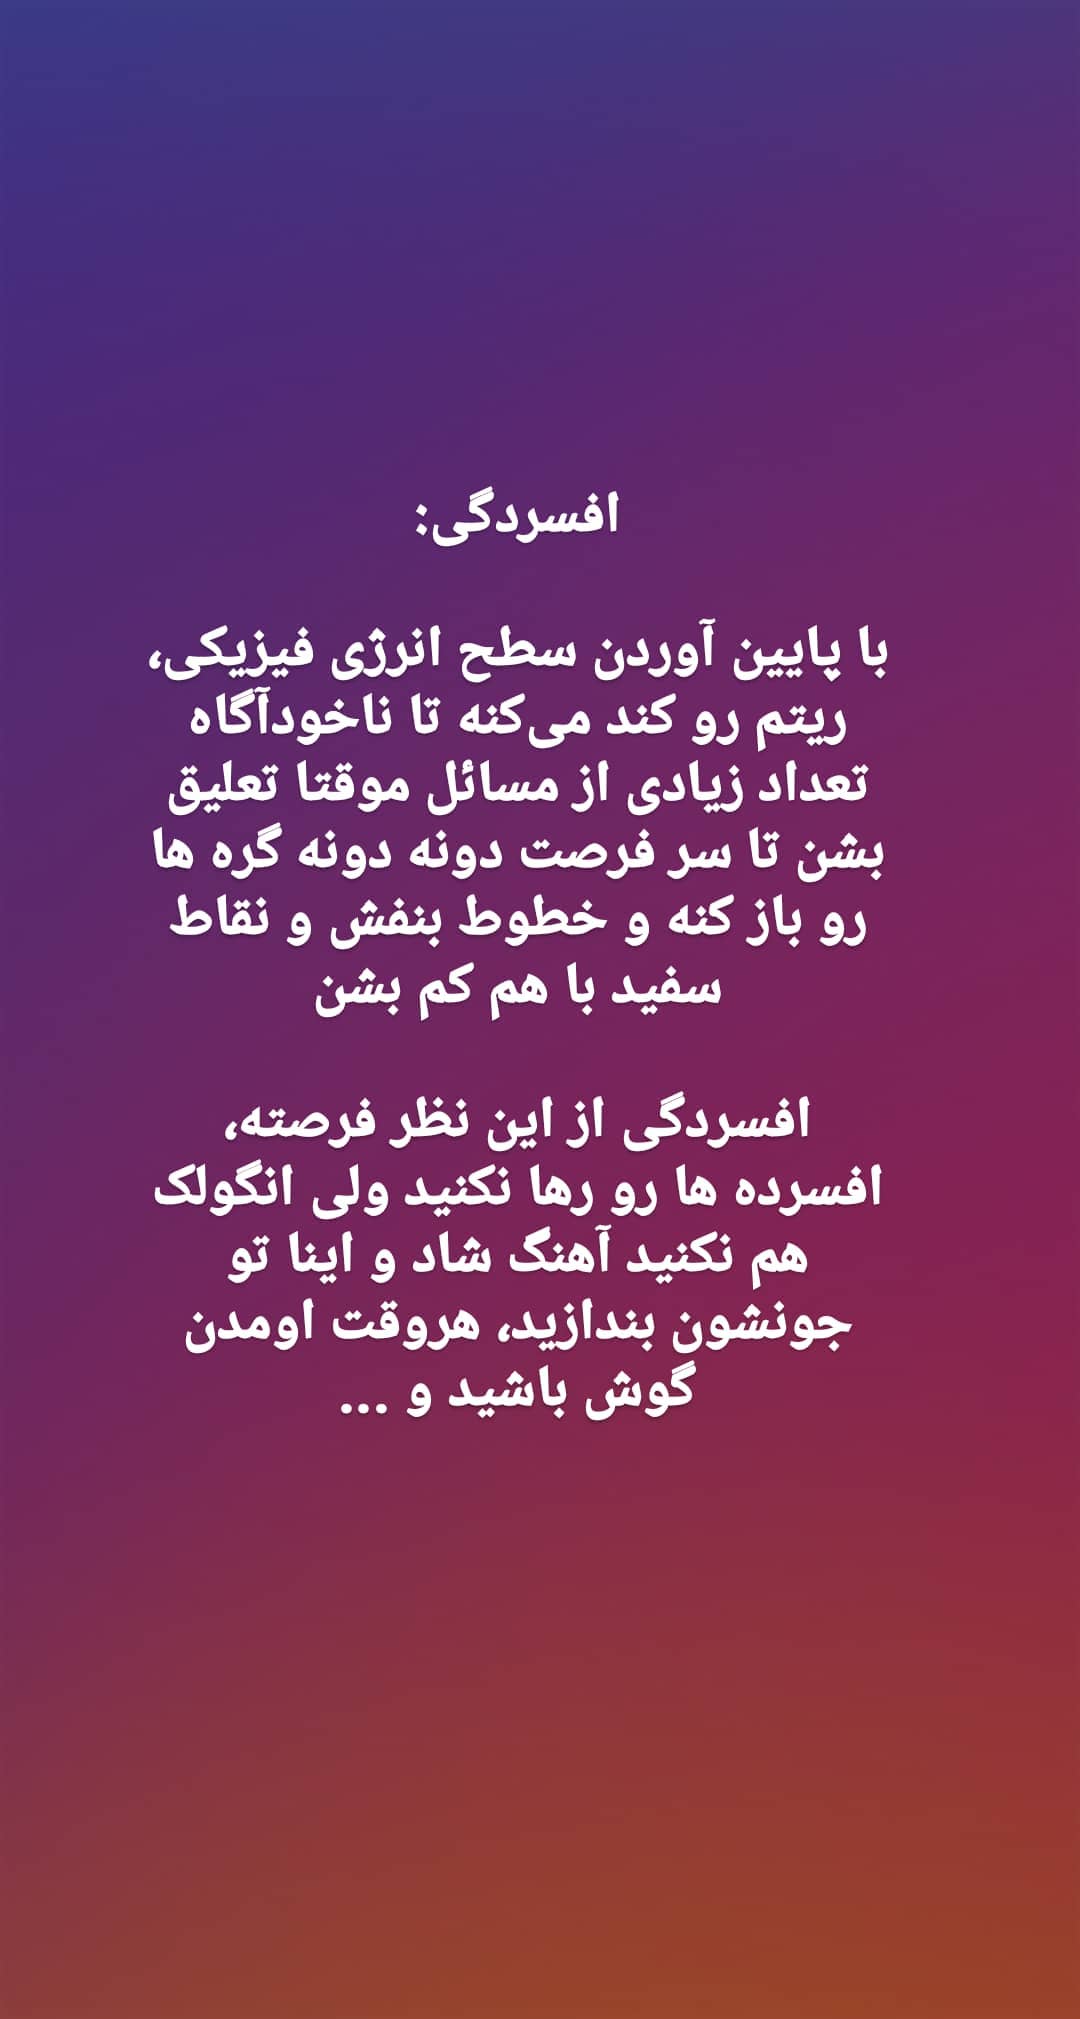 افسردگی:
با پایین آوردن سطح انرژی فیزیکی،
ریتم رو کند می‌کنه تا ناخودآگاه
تعداد زیادی از مسائل موقتا تعلیق
بشن تا سر فرصت دونه دونه گره ها
رو باز کنه و خطوط بنفش و نقاط
سفید با هم کم بشن
افسردگی از این نظر فرصته،
افسرده ها رو رها نکنید ولی انگولک
هم نکنید آهنگ شاد و اینا تو
جونشون بندازید، هروقت اومدن
گوش باشید و ...